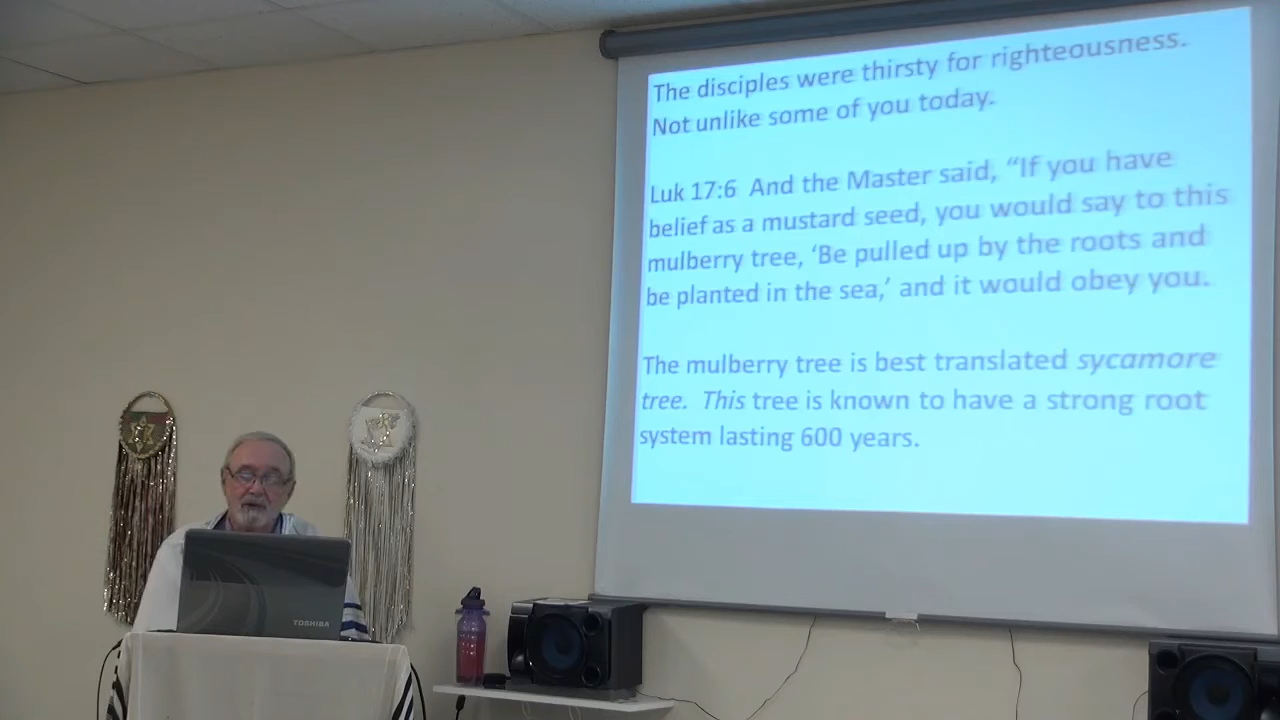 The disciples were thirsty for righteousness.
Not unlike some of you today.
Luk 17:6 And the Master said, “If you have
belief as a mustard seed, you would say to this
mulberry tree, ‘Be pulled up by the roots and
be planted in the sea,’ and it would obey you.
The mulberry tree is best translated sycamore
tree. This tree is known to have a strong root
system lasting 600 years.
TOSHIBA